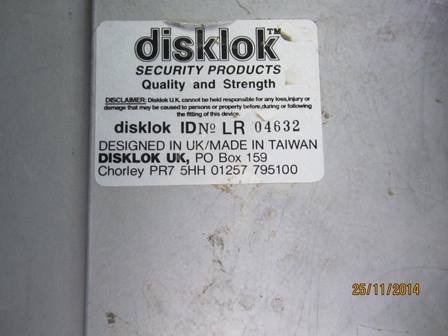 disklok™
SECURITY PRODUCTS
Quality and Strength
DISCLAIMER: Disklok U.K. cannot be held responsible for any loss, injury or
damage that may be caused to persons or property before, during or following
the fitting of this device.
disklok ID No LR 04632
DESIGNED IN UK/MADE IN TAIWAN
DISKLOK UK, PO Box 159
Chorley PR7 5HH 01257 795100
25/11/2014